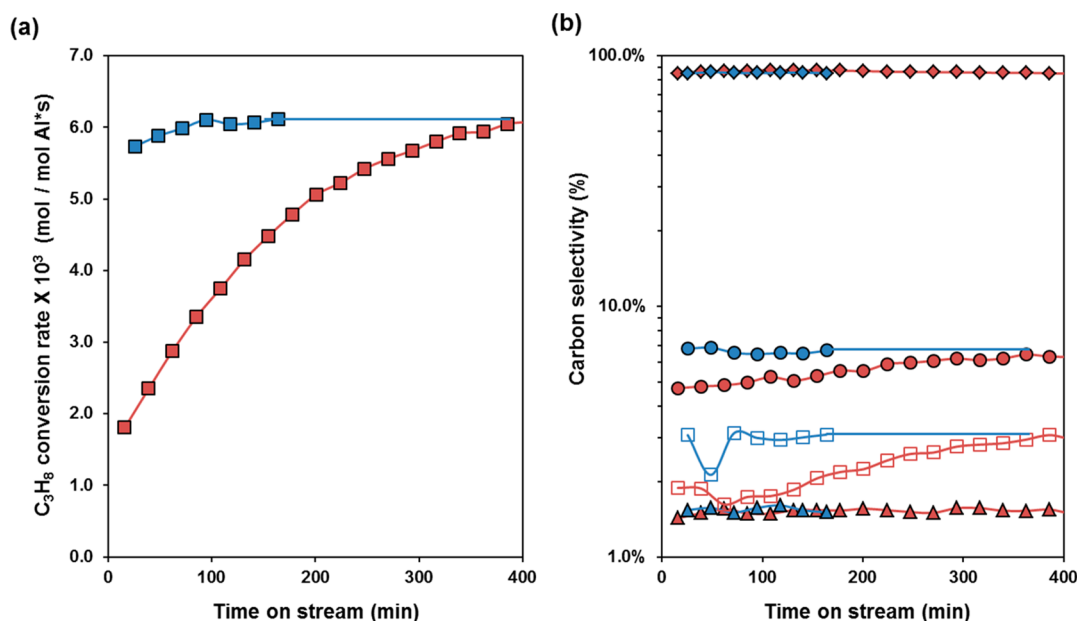 (a)
(b)
C₃H₈ conversion rate X 10³ (mol / mol Al*s)
7.0
6.0
5.0
4.0
3.0
2.0
1.0
0.0
0 100 200 300 400
Time on stream (min)
Carbon selectivity (%)
100.0%
10.0%
1.0%
0 100 200 300 400
Time on stream (min)